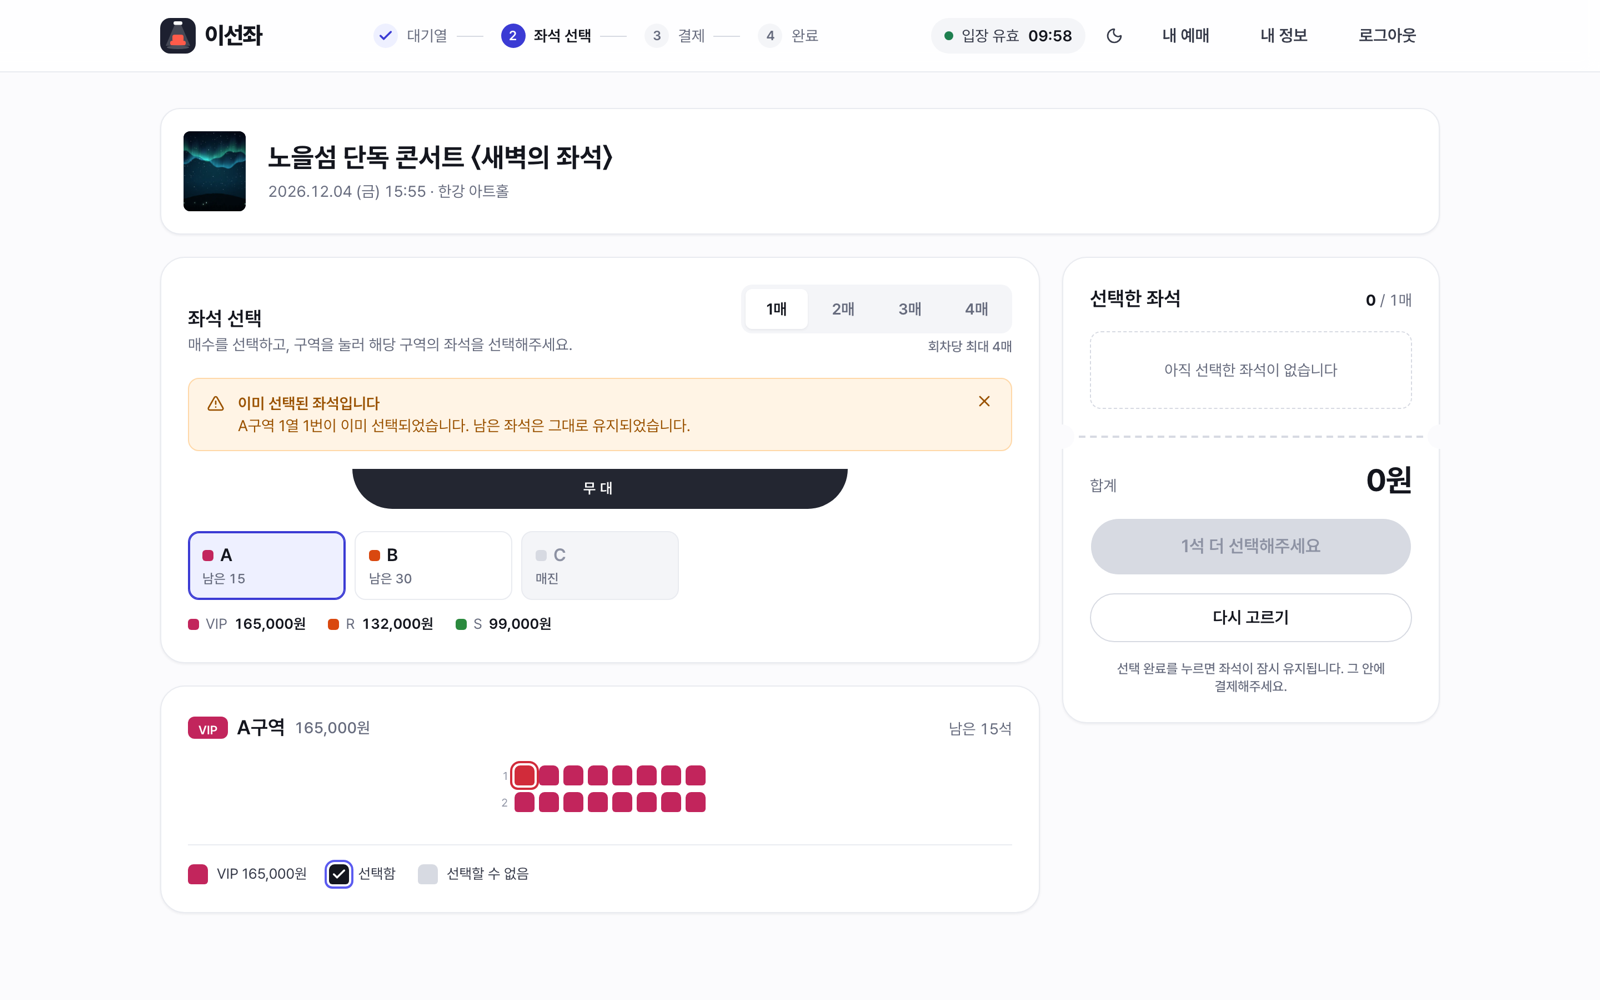 이선좌
대기열
2 좌석 선택
3 결제
4 완료
입장 유효 09:58
내 예매
내 정보
로그아웃
노을섬 단독 콘서트 〈새벽의 좌석〉
2026.12.04 (금) 15:55 · 한강 아트홀
좌석 선택
매수를 선택하고, 구역을 눌러 해당 구역의 좌석을 선택해주세요.
1매 2매 3매 4매
회차당 최대 4매
이미 선택된 좌석입니다
A구역 1열 1번이 이미 선택되었습니다. 남은 좌석은 그대로 유지되었습니다.
무 대
A
남은 15
B
남은 30
C
매진
VIP 165,000원 R 132,000원 S 99,000원
VIP A구역 165,000원
남은 15석
1
2
VIP 165,000원 선택함 선택할 수 없음
선택한 좌석
0 / 1매
아직 선택한 좌석이 없습니다
합계 0원
1석 더 선택해주세요
다시 고르기
선택 완료를 누르면 좌석이 잠시 유지됩니다. 그 안에
결제해주세요.